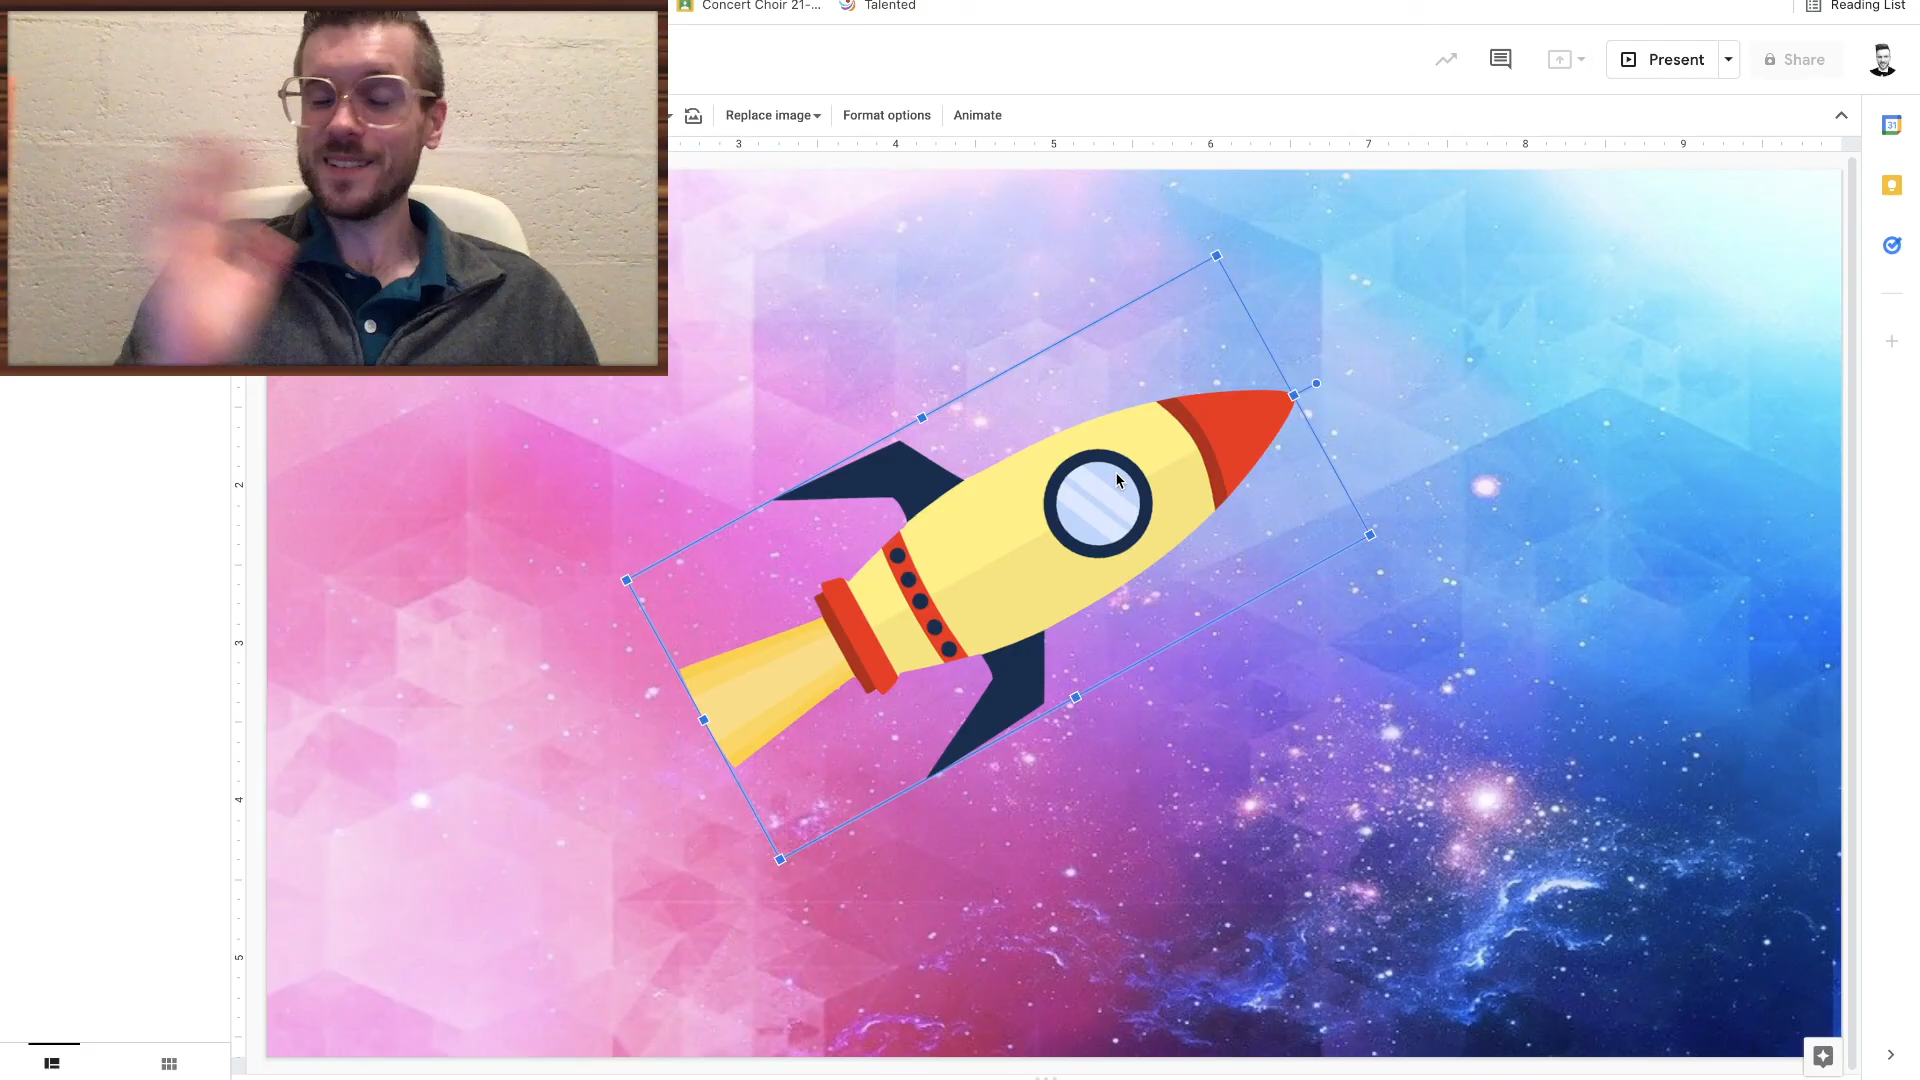 Concert Choir 21-...
Talented
Reading List
Present
Share
Replace image
Format options
Animate
3 4 5 6 7 8 9
31
2
3
4
5